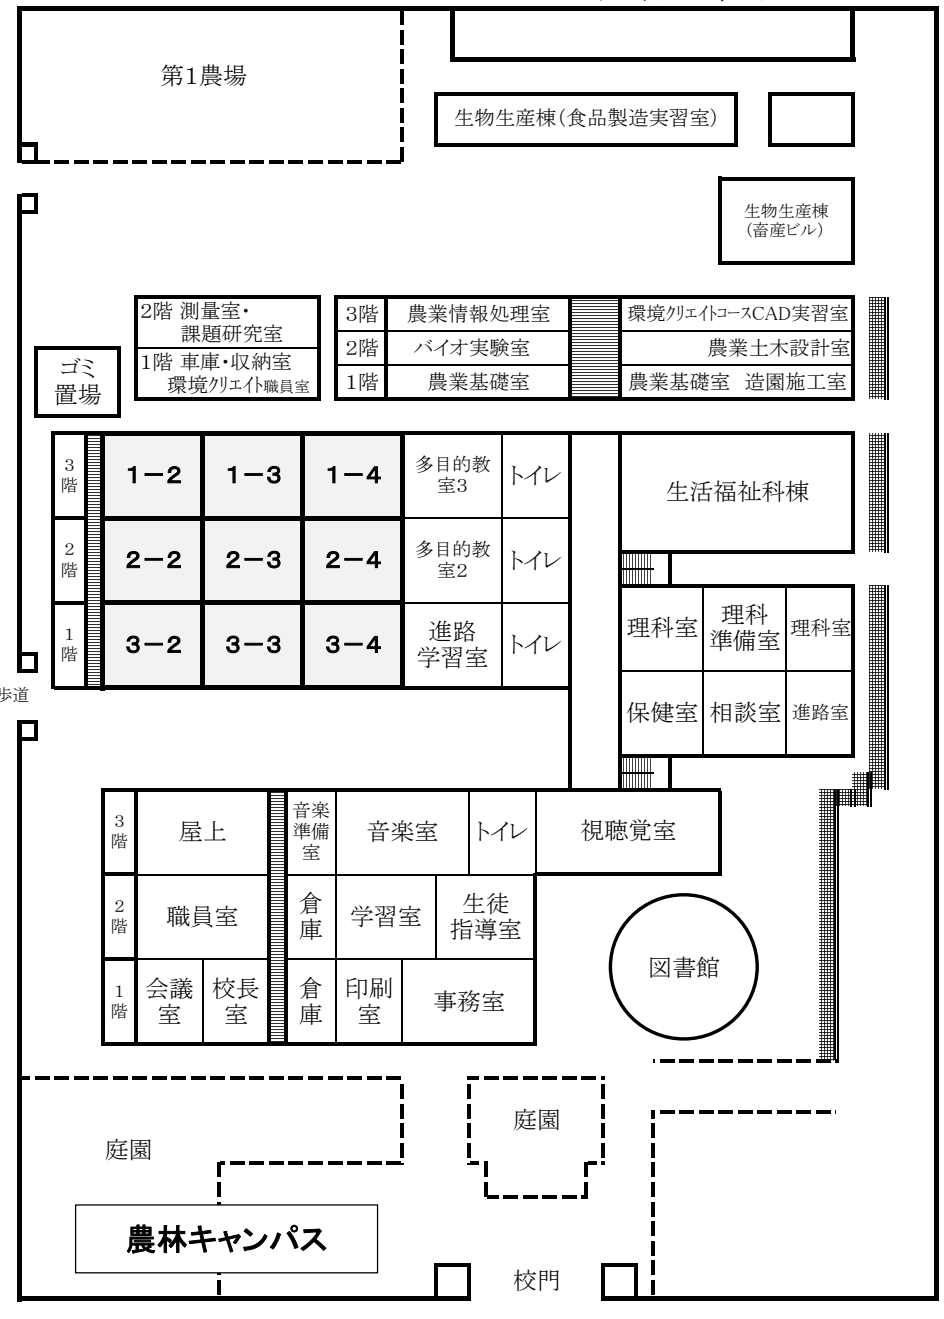 第1農場
生物生産棟(食品製造実習室)
生物生産棟
(畜産ビル)
2階 測量室・
課題研究室
1階 車庫・収納室
環境クリエイト職員室
3階
農業情報処理室
環境クリエイトコースCAD実習室
2階
バイオ実験室
農業土木設計室
1階
農業基礎室
農業基礎室 造園施工室
ゴミ
置場
3
階
1-2
1-3
1-4
多目的教
室3
トイレ
生活福祉科棟
2
階
2-2
2-3
2-4
多目的教
室2
トイレ
1
階
3-2
3-3
3-4
進路
学習室
トイレ
理科室
理科
準備室
理科室
保健室
相談室
進路室
歩道
3
階
屋上
音楽
準備
室
音楽室
トイレ
視聴覚室
2
階
職員室
倉
庫
学習室
生徒
指導室
図書館
1
階
会議
室
校長
室
倉
庫
印刷
室
事務室
庭園
庭園
農林キャンパス
校門